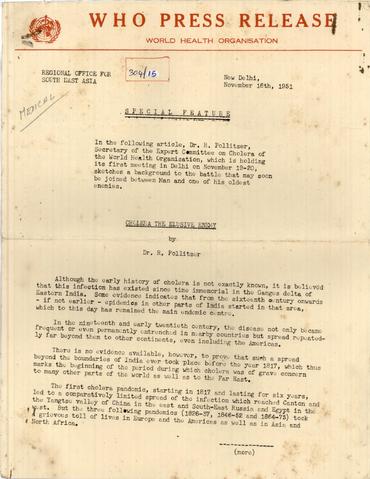 WHO PRESS RELEASE
WORLD HEALTH ORGANISATION
REGIONAL OFFICE FOR
SOUTH EAST ASIA
304/15
New Delhi,
November 16th, 1951
MEDICAL
SPECIAL FEATURE
In the following article, Dr. R. Pollitzer,
Secretary of the Expert Committee on Cholera of
the World Health Organization, which is holding
its first meeting in Delhi on November 19-20,
sketches a background to the battle that may soon
be joined between Man and one of his oldest
enemies.
CHOLERA THE ELUSIVE ENEMY
by
Dr. R. Pollitzer
Although the early history of cholera is not exactly known, it is believed
that this infection has existed since time immemorial in the Ganges delta of
Eastern India. Some evidence indicates that from the sixteenth century onwards
- if not earlier - epidemics in other parts of India started in that area,
which to this day has remained the main endemic centre.
In the nineteenth and early twentieth century, the disease not only became
frequent or even permanently entrenched in nearby countries but spread repeated-
ly far beyond them to other continents, even including the Americas.
There is no evidence available, however, to prove that such a spread
beyond the boundaries of India ever took place before the year 1817, which thus
marks the beginning of the period during which cholera was of grave concern
to many other parts of the world as well as to the Far East.
The first cholera pandemic, starting in 1817 and lasting for six years,
led to a comparatively limited spread of the infection which reached Canton and
the Yangtse valley of China in the east and South-East Russia and Egypt in the
west. But the three following pandemics (1826-37, 1846-62 and 1864-75) took
a grievous toll of lives in Europe and the Americas as well as in Asia and
North Africa.
(more)